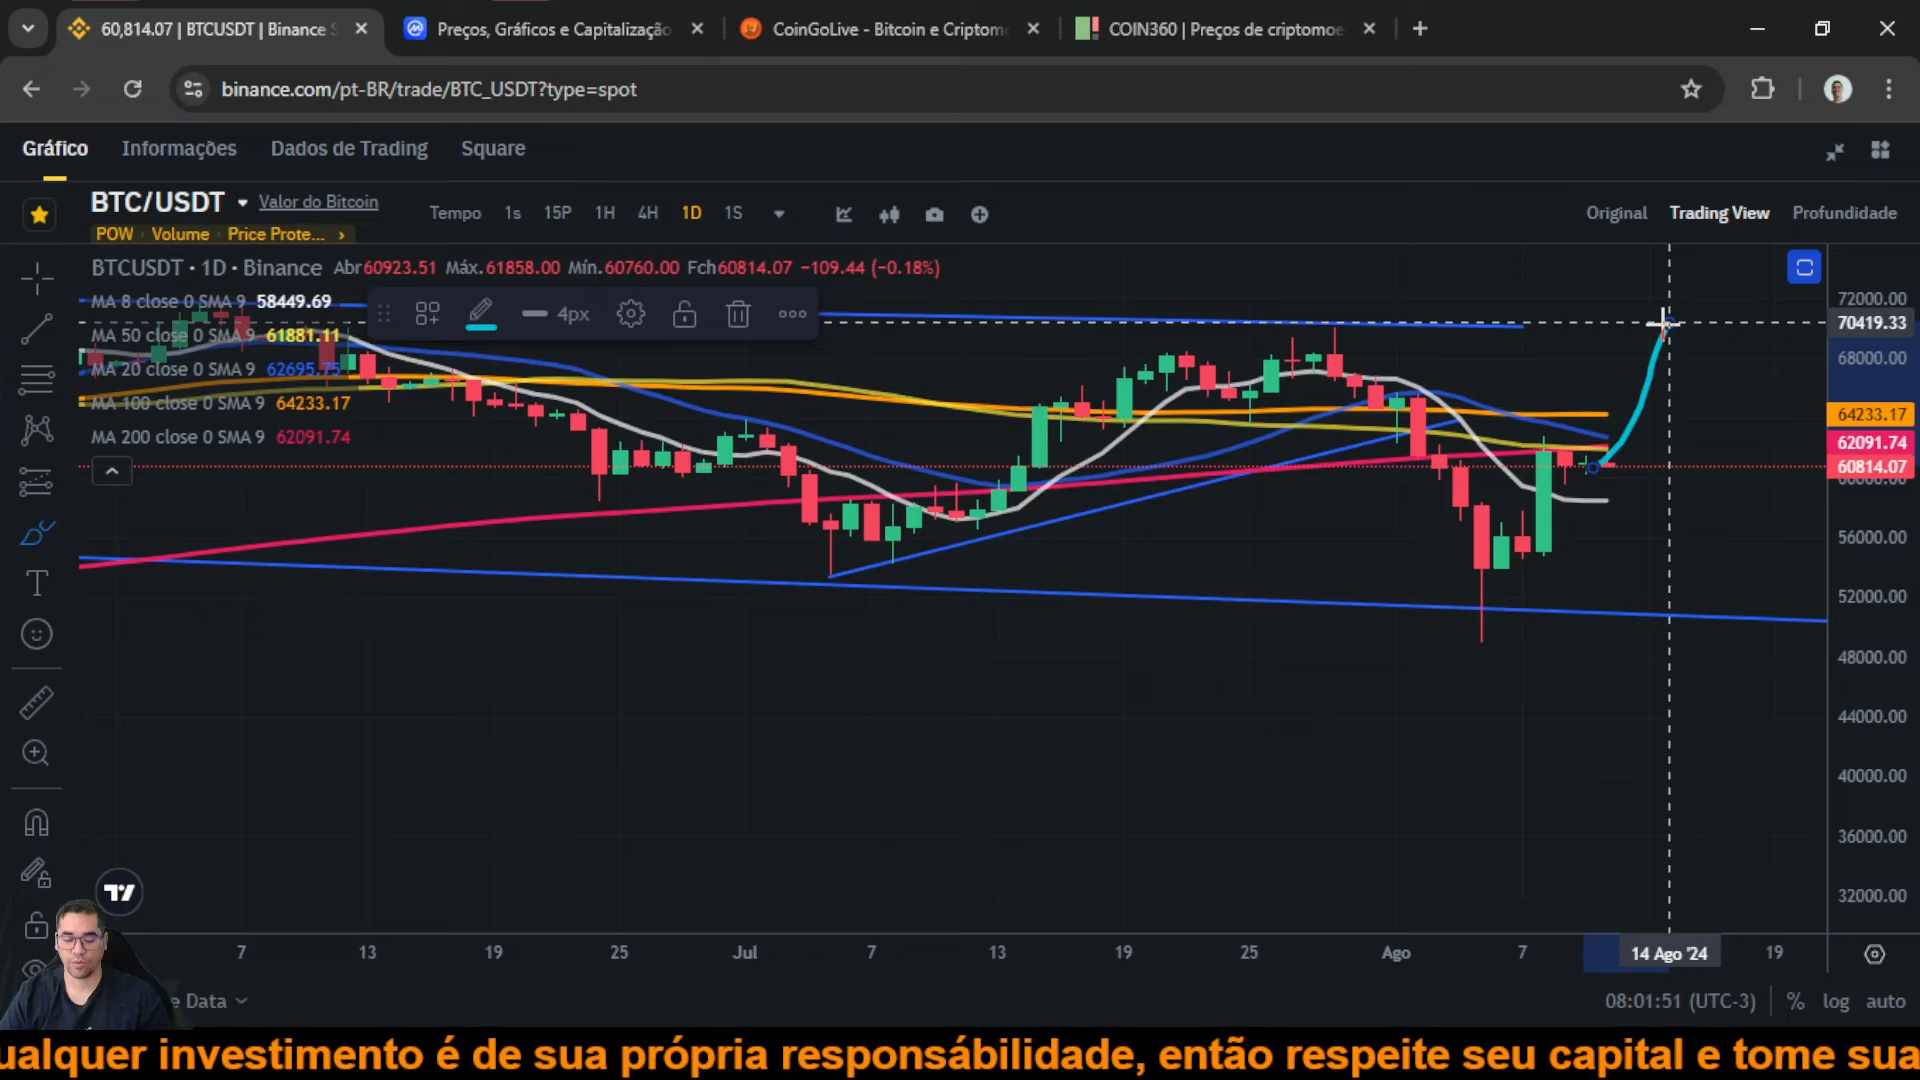 60,814.07 | BTCUSDT | Binance S
Preços, Gráficos e Capitalização
CoinGoLive - Bitcoin e Criptomo
COIN360 | Preços de criptomoe
binance.com/pt-BR/trade/BTC_USDT?type=spot
Gráfico Informações Dados de Trading Square
BTC/USDT Valor do Bitcoin Tempo 1s 15P 1H 4H 1D 1S Original Trading View Profundidade
POW Volume Price Prote... ›
BTCUSDT · 1D · Binance Abr60923.51 Máx.61858.00 Mín.60760.00 Fch60814.07 −109.44 (−0.18%)
MA 8 close 0 SMA 9 58449.69
4px
MA 50 close 0 SMA 9 61881.11
MA 20 close 0 SMA 9 62695.75
MA 100 close 0 SMA 9 64233.17
MA 200 close 0 SMA 9 62091.74
72000.00
70419.33
68000.00
64233.17
62091.74
60814.07
60000.00
56000.00
52000.00
48000.00
44000.00
40000.00
36000.00
32000.00
7 13 19 25 Jul 7 13 19 25 Ago 7 14 Ago '24 19
e Data
08:01:51 (UTC-3) % log auto
ualquer investimento é de sua própria responsábilidade, então respeite seu capital e tome sua